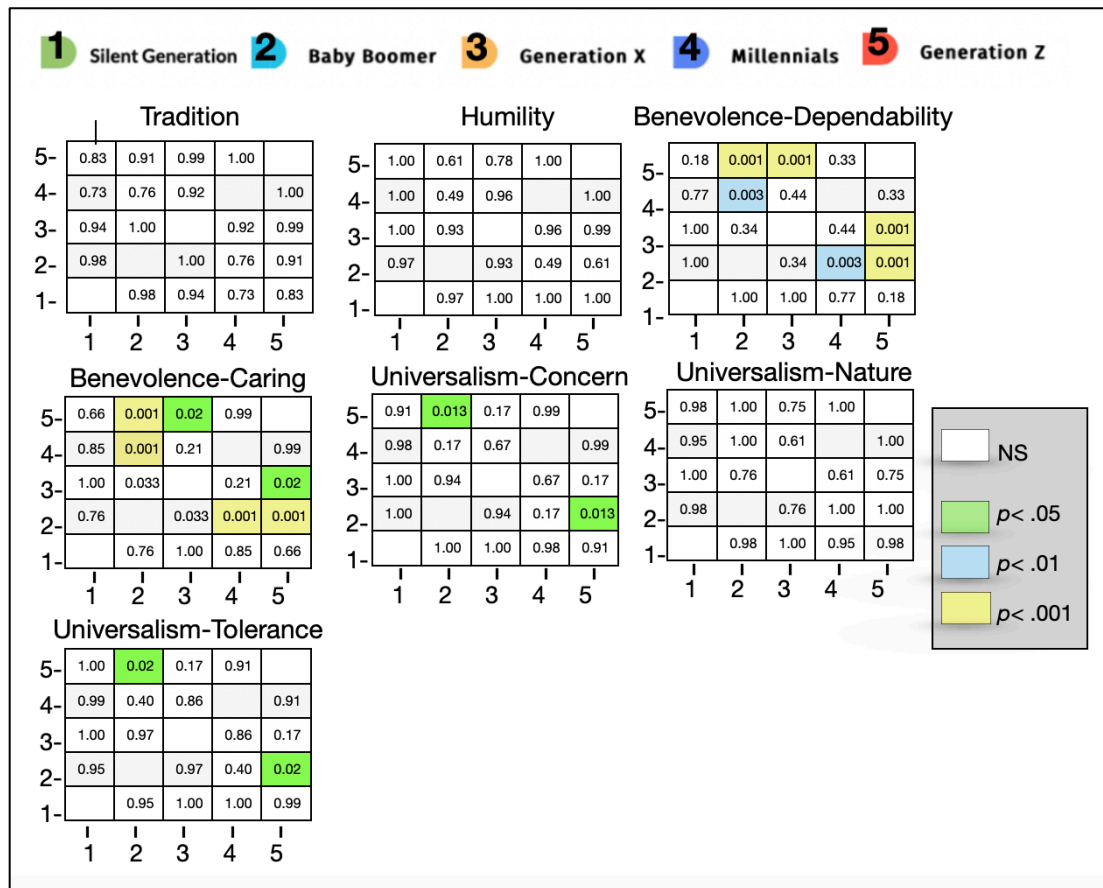 1 Silent Generation 2 Baby Boomer 3 Generation X 4 Millennials 5 Generation Z
Tradition
5- 0.83 0.91 0.99 1.00
4- 0.73 0.76 0.92 1.00
3- 0.94 1.00 0.92 0.99
2- 0.98 1.00 0.76 0.91
1- 0.98 0.94 0.73 0.83
1 2 3 4 5
Humility
5- 1.00 0.61 0.78 1.00
4- 1.00 0.49 0.96 1.00
3- 1.00 0.93 0.96 0.99
2- 0.97 0.93 0.49 0.61
1- 0.97 1.00 1.00 1.00
1 2 3 4 5
Benevolence-Dependability
5- 0.18 0.001 0.001 0.33
4- 0.77 0.003 0.44 0.33
3- 1.00 0.34 0.44 0.001
2- 1.00 0.34 0.003 0.001
1- 1.00 1.00 0.77 0.18
1 2 3 4 5
Benevolence-Caring
5- 0.66 0.001 0.02 0.99
4- 0.85 0.001 0.21 0.99
3- 1.00 0.033 0.21 0.02
2- 0.76 0.033 0.001 0.001
1- 0.76 1.00 0.85 0.66
1 2 3 4 5
Universalism-Concern
5- 0.91 0.013 0.17 0.99
4- 0.98 0.17 0.67 0.99
3- 1.00 0.94 0.67 0.17
2- 1.00 0.94 0.17 0.013
1- 1.00 1.00 0.98 0.91
1 2 3 4 5
Universalism-Nature
5- 0.98 1.00 0.75 1.00
4- 0.95 1.00 0.61 1.00
3- 1.00 0.76 0.61 0.75
2- 0.98 0.76 1.00 1.00
1- 0.98 1.00 0.95 0.98
1 2 3 4 5
NS
p< .05
p< .01
p< .001
Universalism-Tolerance
5- 1.00 0.02 0.17 0.91
4- 0.99 0.40 0.86 0.91
3- 1.00 0.97 0.86 0.17
2- 0.95 0.97 0.40 0.02
1- 0.95 1.00 1.00 0.99
1 2 3 4 5